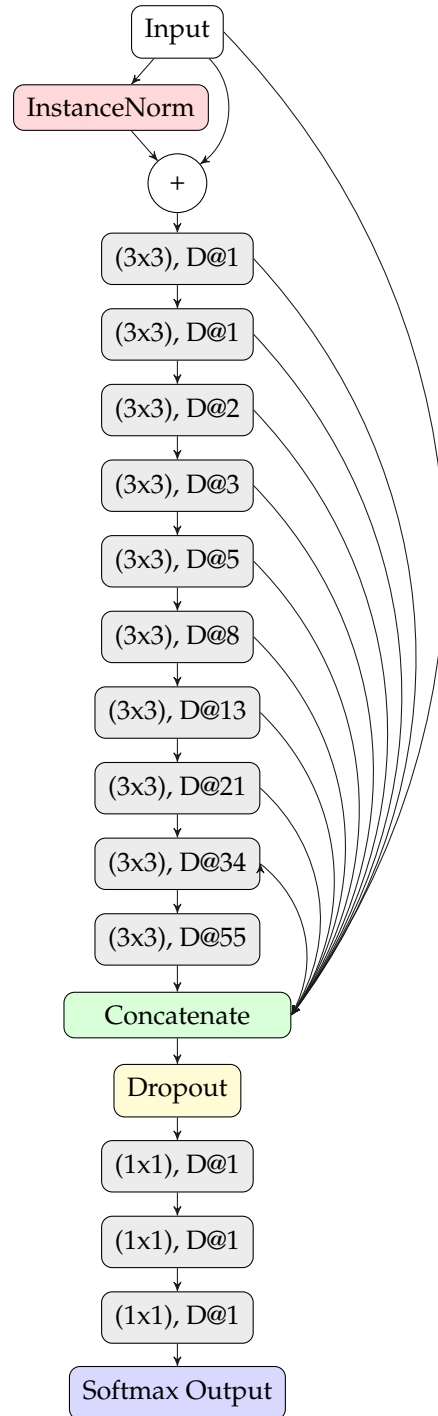 Input
InstanceNorm
+
(3x3), D@1
(3x3), D@1
(3x3), D@2
(3x3), D@3
(3x3), D@5
(3x3), D@8
(3x3), D@13
(3x3), D@21
(3x3), D@34
(3x3), D@55
Concatenate
Dropout
(1x1), D@1
(1x1), D@1
(1x1), D@1
Softmax Output